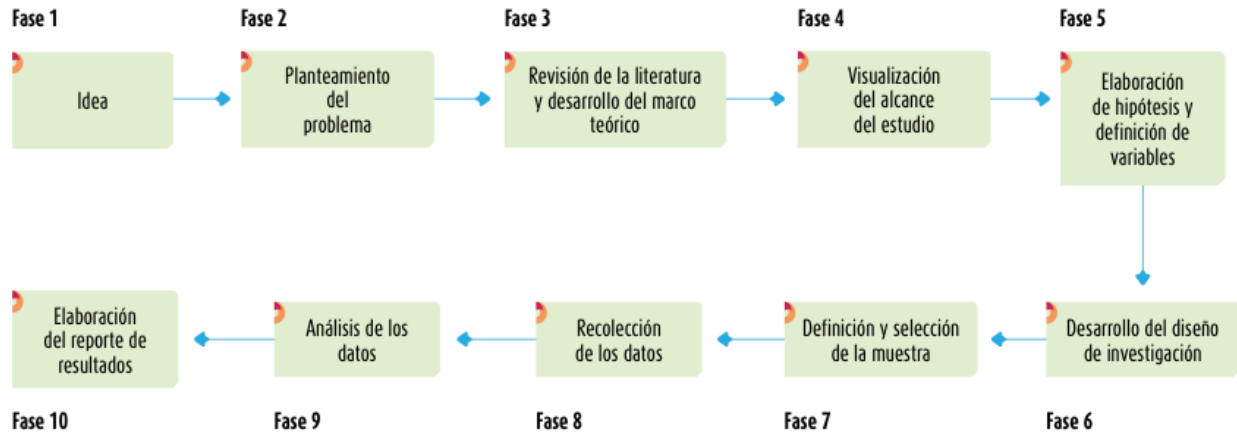 Fase 1
Idea
Fase 2
Planteamiento
del
problema
Fase 3
Revisión de la literatura
y desarrollo del marco
teórico
Fase 4
Visualización
del alcance
del estudio
Fase 5
Elaboración
de hipótesis y
definición de
variables
Desarrollo del diseño
de investigación
Fase 6
Definición y selección
de la muestra
Fase 7
Recolección
de los datos
Fase 8
Análisis de los
datos
Fase 9
Elaboración
del reporte de
resultados
Fase 10